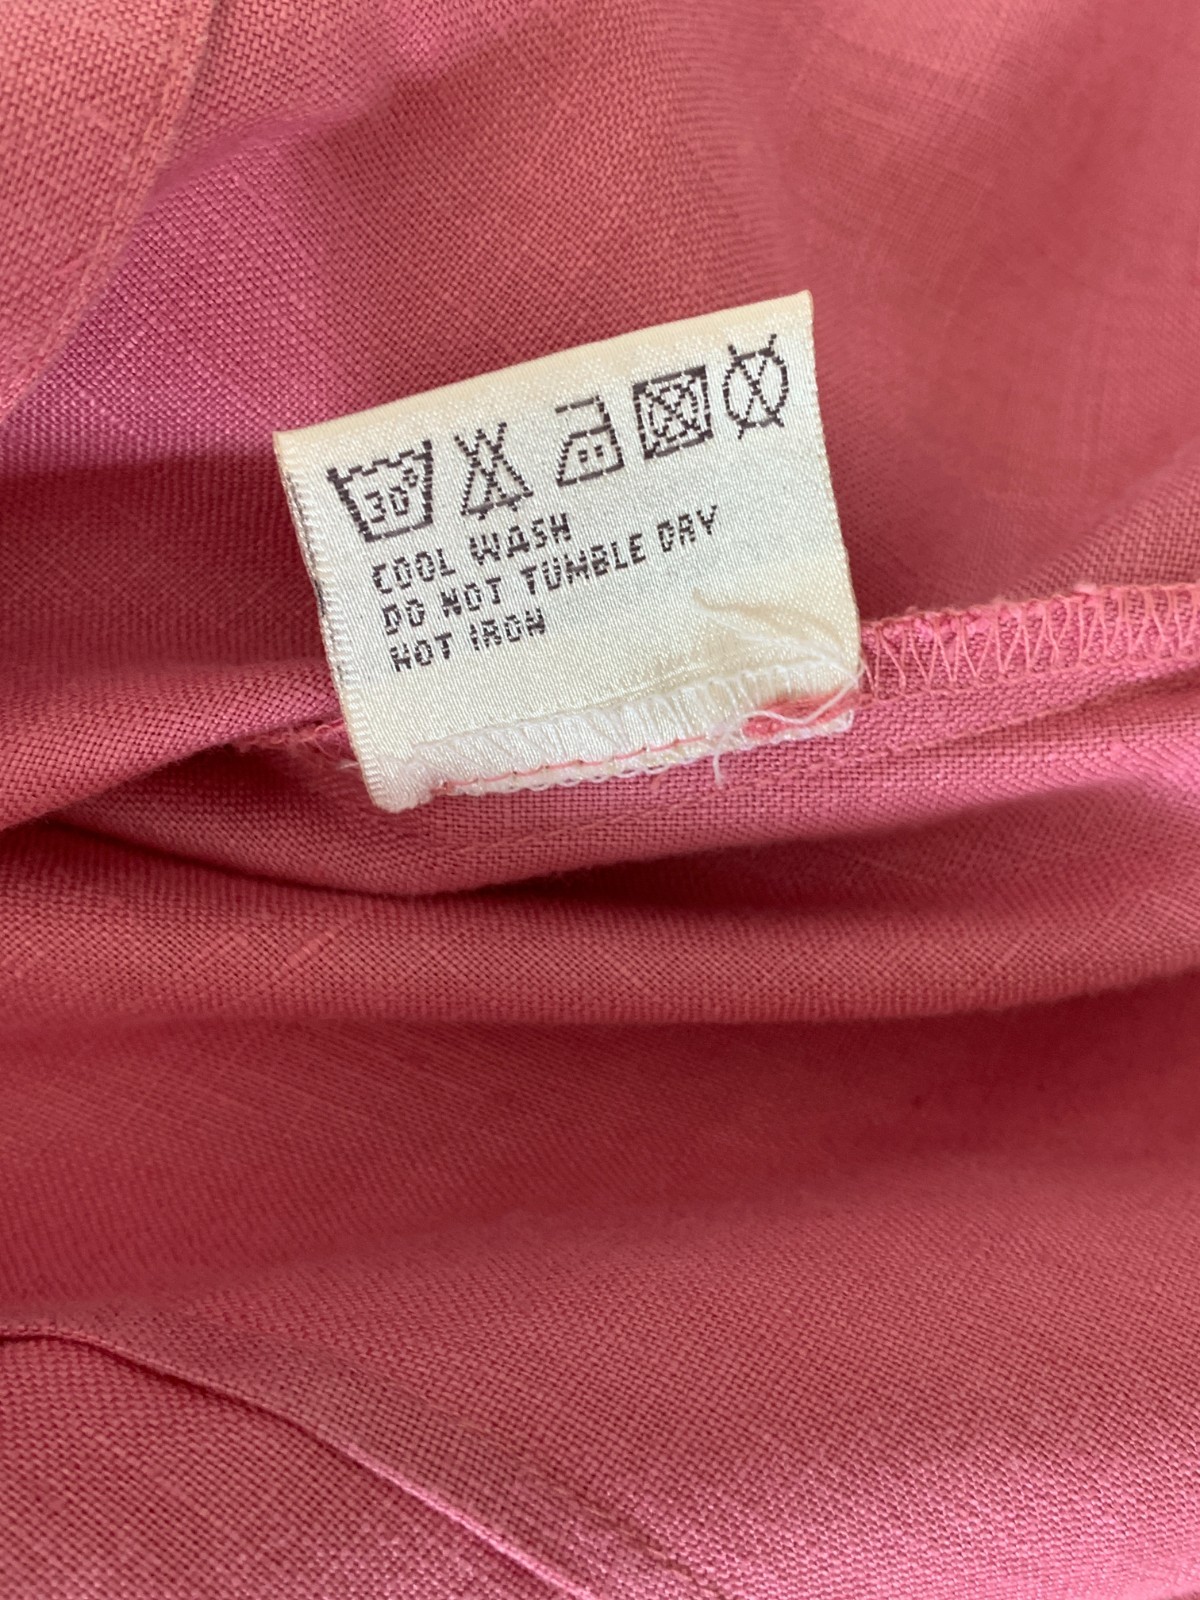 30°
COOL WASH
DO NOT TUMBLE DRY
HOT IRON